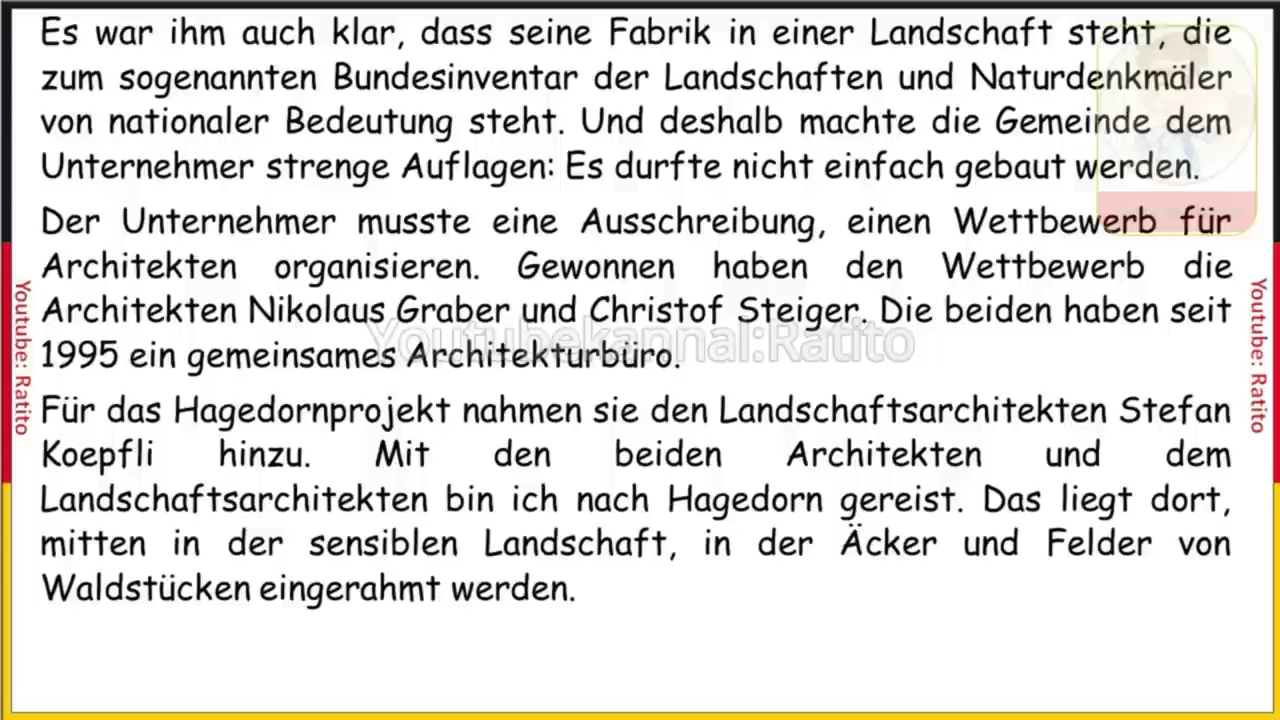 Es war ihm auch klar, dass seine Fabrik in einer Landschaft steht, die
zum sogenannten Bundesinventar der Landschaften und Naturdenkmäler
von nationaler Bedeutung steht. Und deshalb machte die Gemeinde dem
Unternehmer strenge Auflagen: Es durfte nicht einfach gebaut werden.
Der Unternehmer musste eine Ausschreibung, einen Wettbewerb für
Architekten organisieren. Gewonnen haben den Wettbewerb die
Architekten Nikolaus Graber und Christof Steiger. Die beiden haben seit
1995 ein gemeinsames Architekturbüro.
Für das Hagedornprojekt nahmen sie den Landschaftsarchitekten Stefan
Koepfli hinzu. Mit den beiden Architekten und dem
Landschaftsarchitekten bin ich nach Hagedorn gereist. Das liegt dort,
mitten in der sensiblen Landschaft, in der Äcker und Felder von
Waldstücken eingerahmt werden.
Youtube: Ratito
Youtubekannal:Ratito
Youtube: Ratito